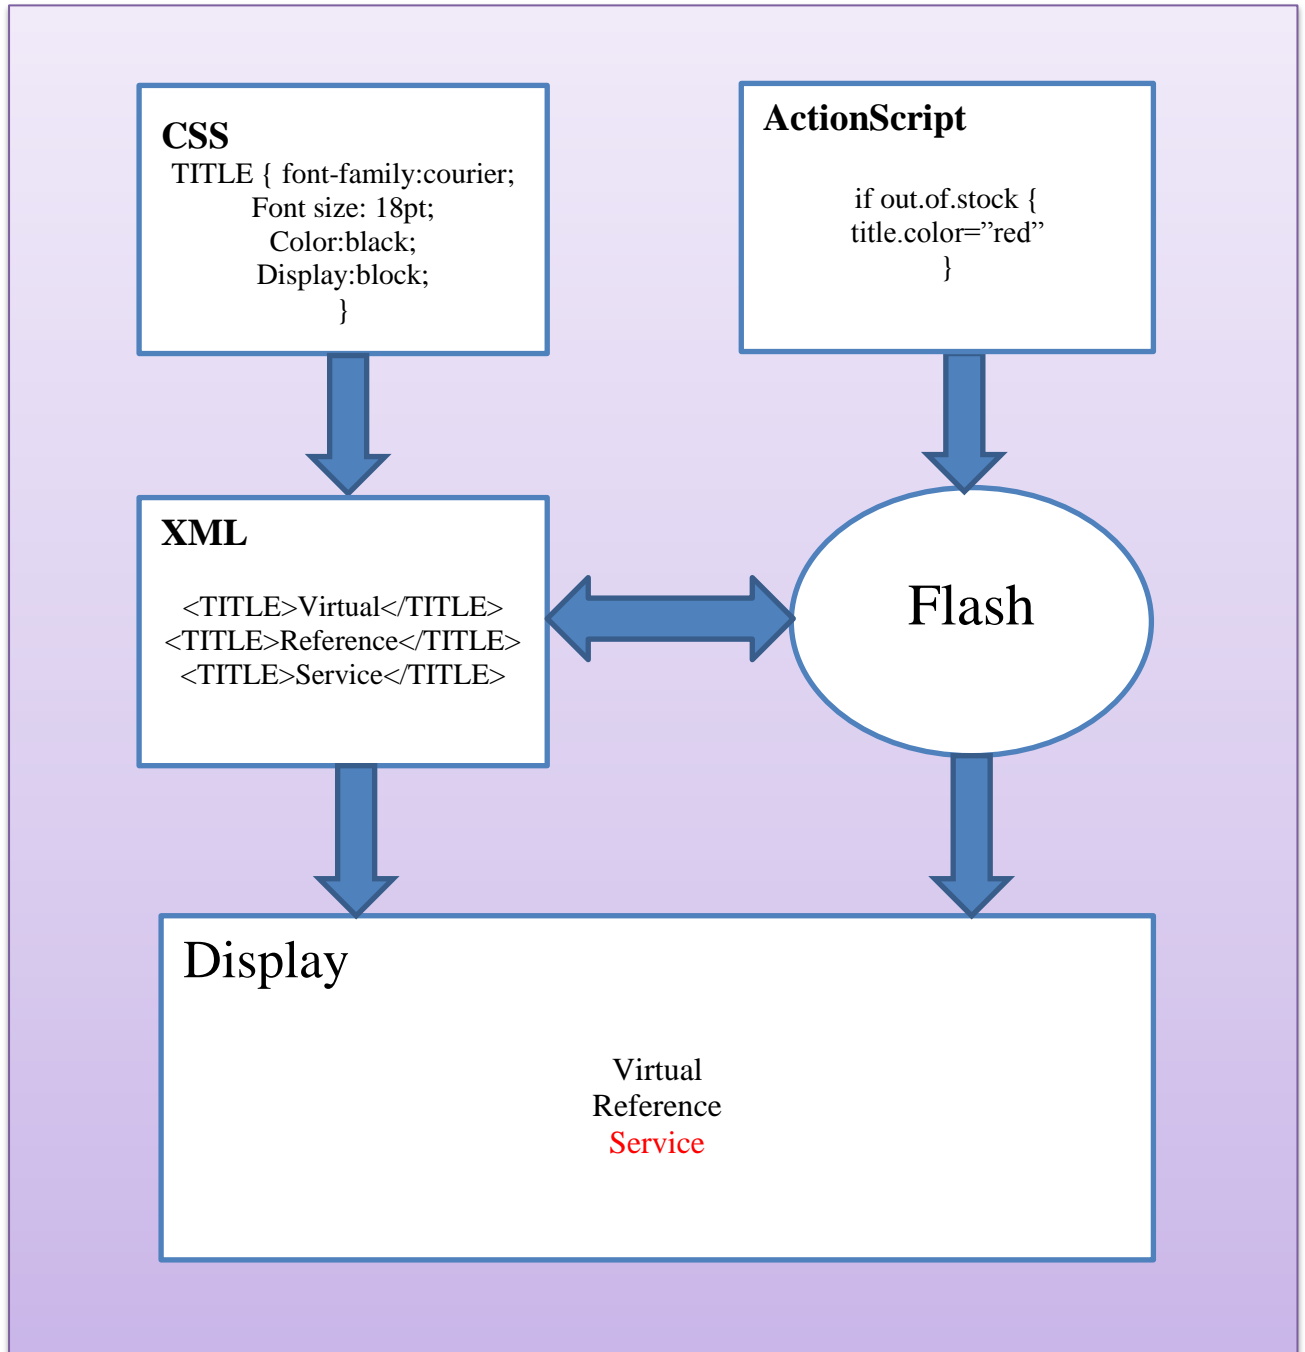 CSS
TITLE { font-family:courier;
Font size: 18pt;
Color:black;
Display:block;
}
ActionScript
if out.of.stock {
title.color=”red”
}
XML
<TITLE>Virtual</TITLE>
<TITLE>Reference</TITLE>
<TITLE>Service</TITLE>
Flash
Display
Virtual
Reference
Service